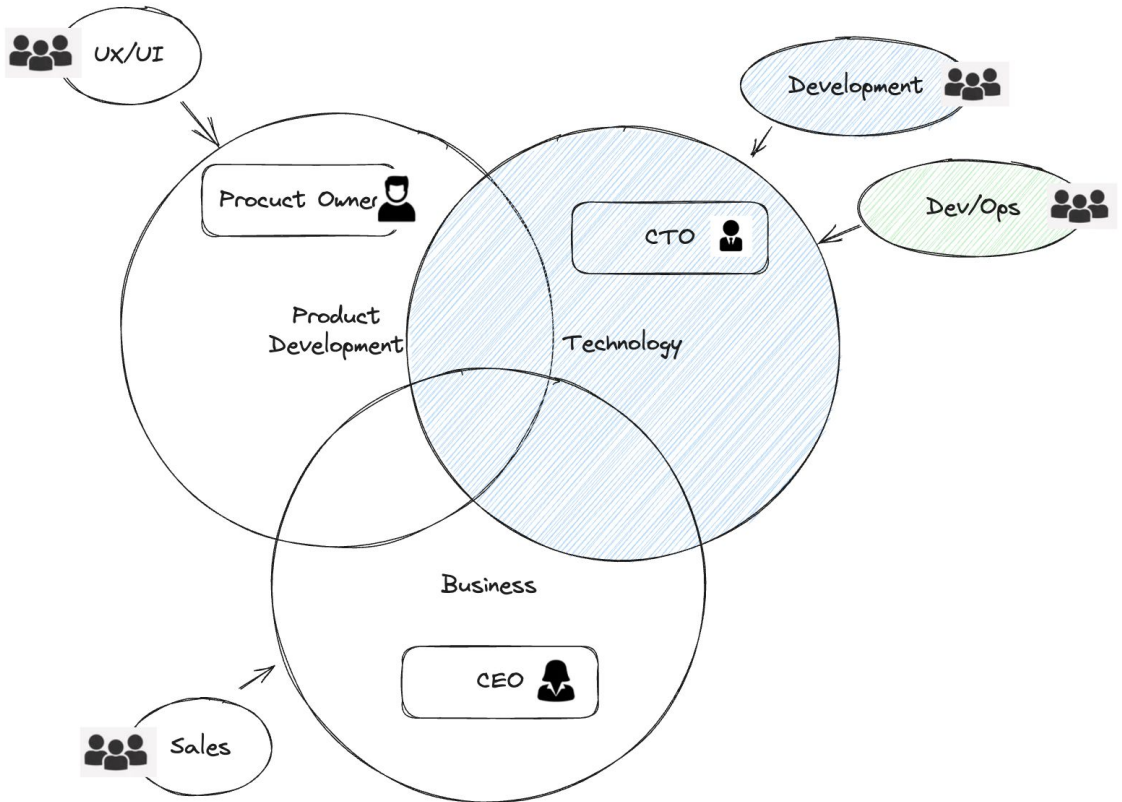 UX/UI
Development
Procuct Owner
Dev/Ops
CTO
Product
Development
Technology
Business
CEO
Sales